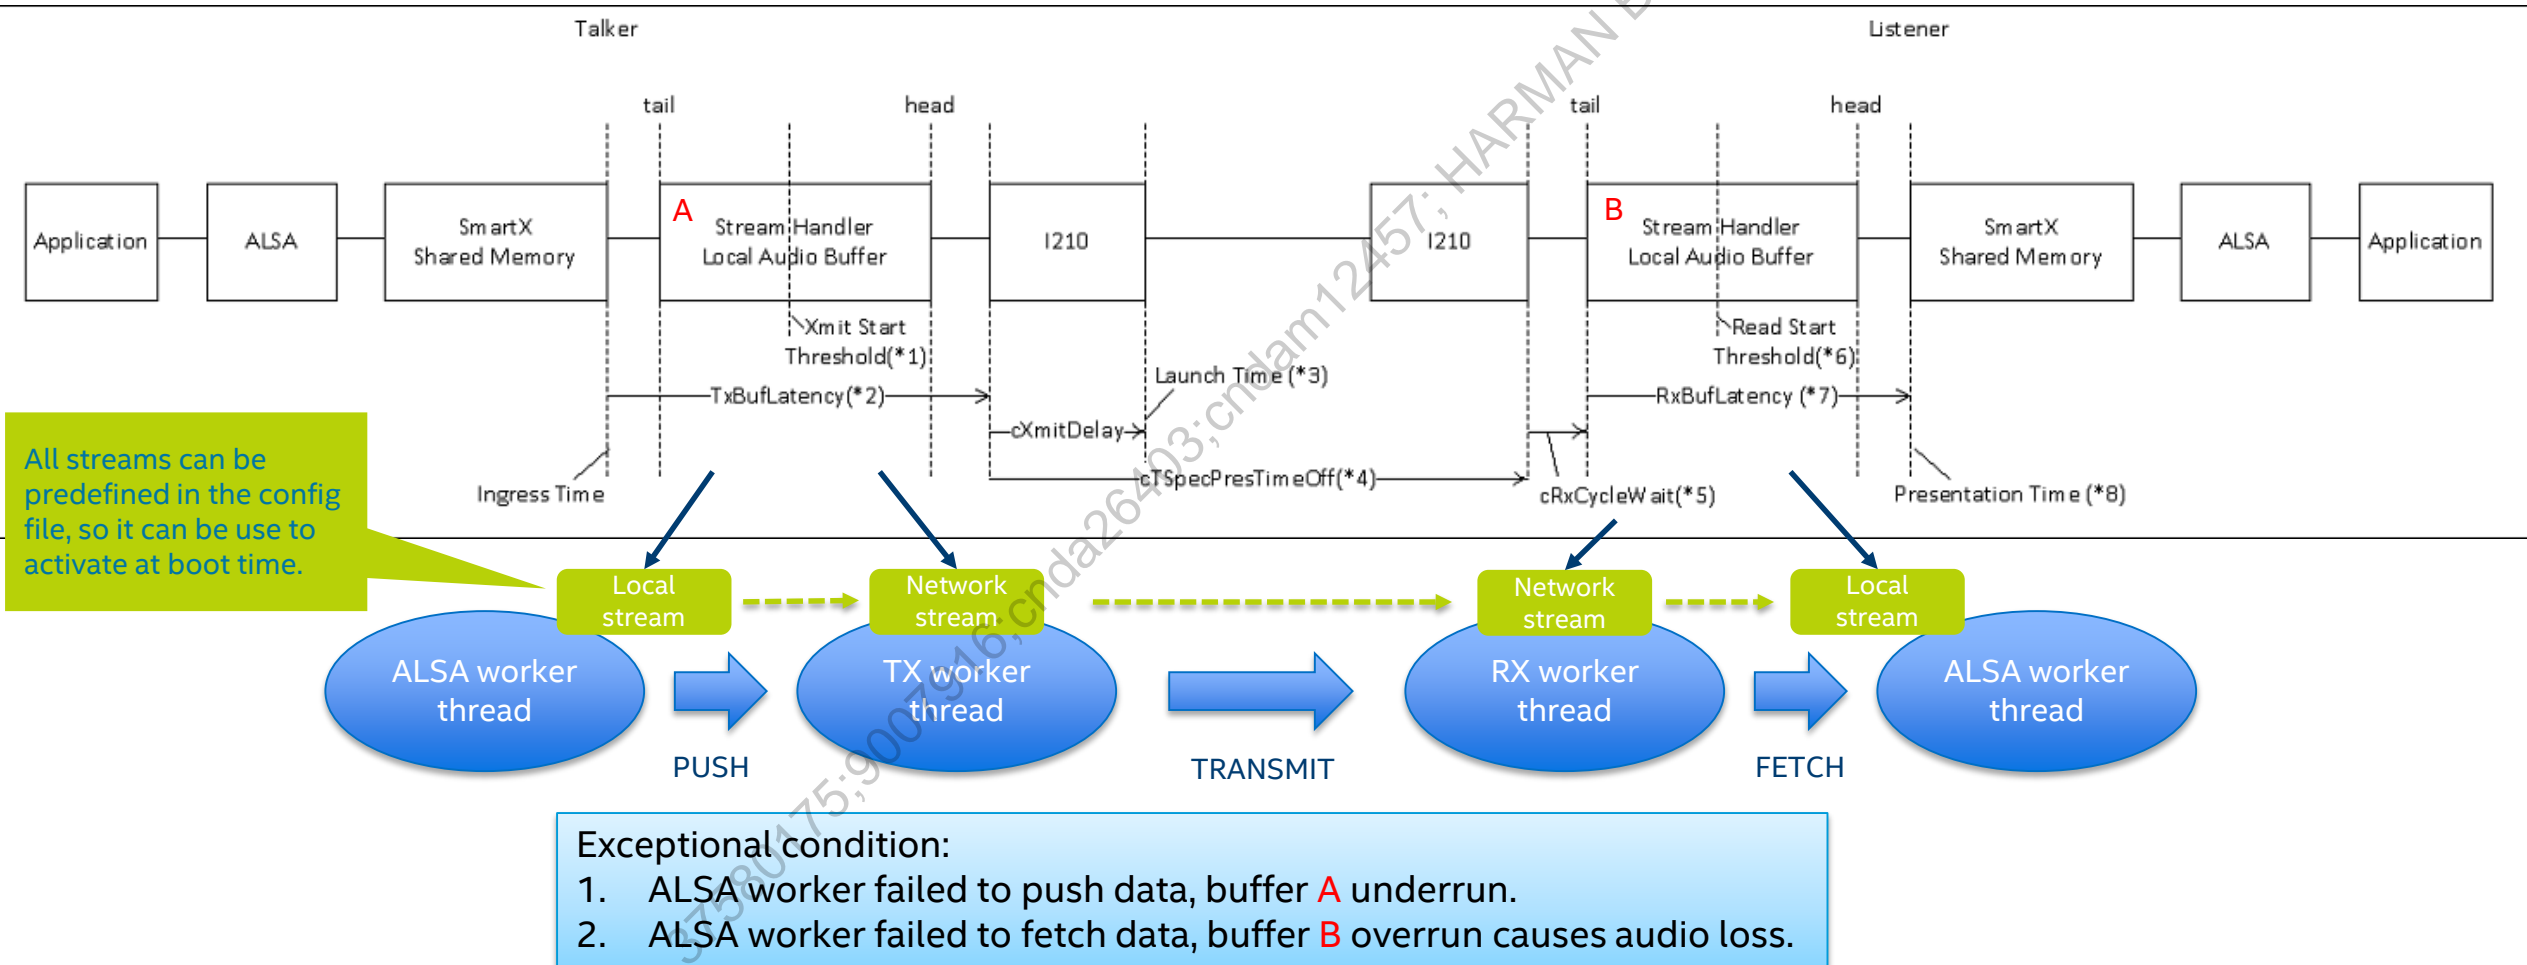 Talker
Listener
tail
head
tail
head
Application
ALSA
SmartX
Shared Memory
A
Stream Handler
Local Audio Buffer
I210
I210
B
Stream Handler
Local Audio Buffer
SmartX
Shared Memory
ALSA
Application
Xmit Start
Threshold(*1)
Read Start
Threshold(*6)
TxBufLatency(*2)
Launch Time (*3)
RxBufLatency (*7)
cXmitDelay
cTSpecPresTimeOff(*4)
Ingress Time
cRxCycleWait(*5)
Presentation Time (*8)
All streams can be
predefined in the config
file, so it can be use to
activate at boot time.
Local
stream
Network
stream
Network
stream
Local
stream
ALSA worker
thread
TX worker
thread
RX worker
thread
ALSA worker
thread
PUSH
TRANSMIT
FETCH
Exceptional condition:
1. ALSA worker failed to push data, buffer A underrun.
2. ALSA worker failed to fetch data, buffer B overrun causes audio loss.
37580175;90079916;cnda26403;cndam12457; HARMAN